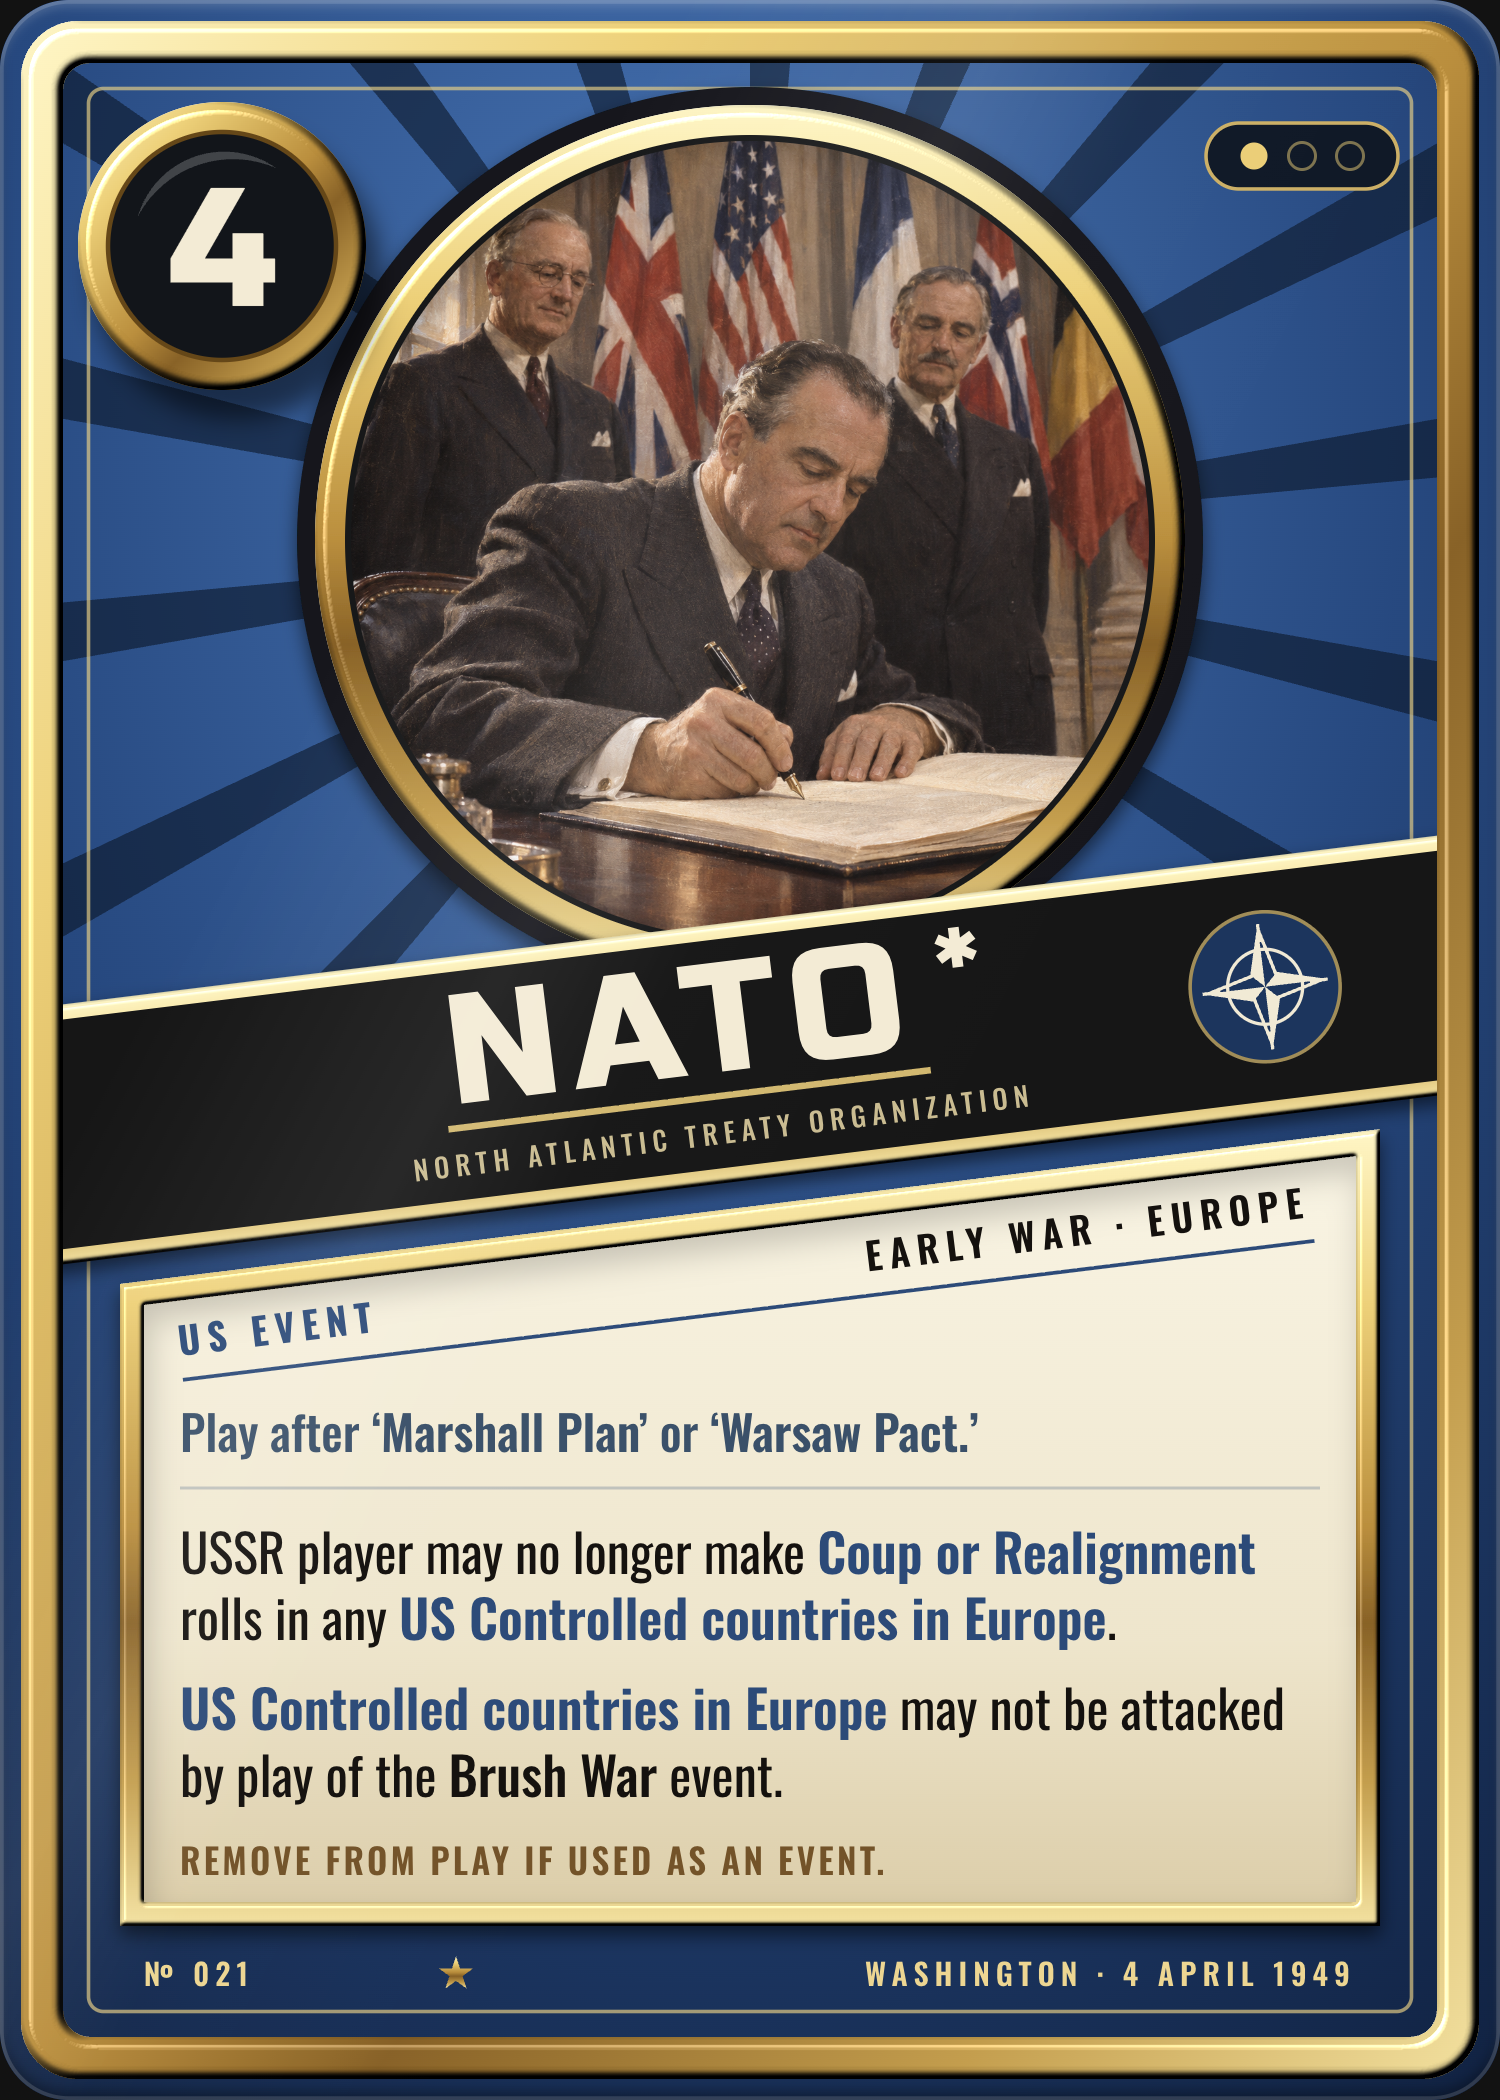 4
NATO *
NORTH ATLANTIC TREATY ORGANIZATION
US EVENT
EARLY WAR · EUROPE
Play after ‘Marshall Plan’ or ‘Warsaw Pact.’
USSR player may no longer make Coup or Realignment
rolls in any US Controlled countries in Europe.
US Controlled countries in Europe may not be attacked
by play of the Brush War event.
REMOVE FROM PLAY IF USED AS AN EVENT.
Nº 021
WASHINGTON · 4 APRIL 1949